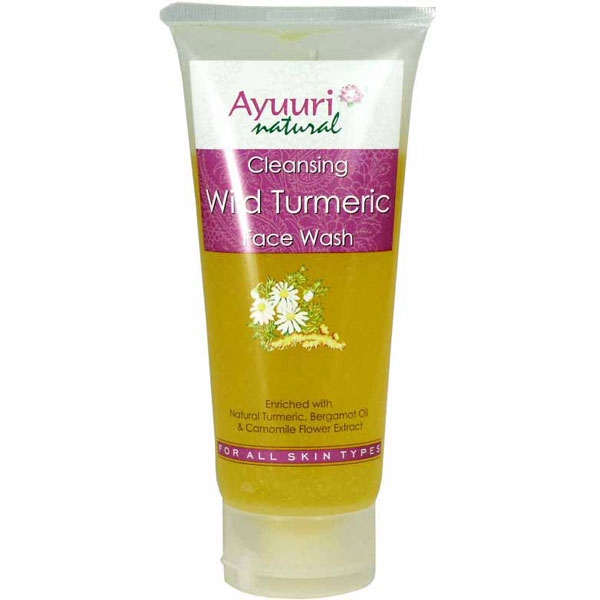 Ayuuri
natural
Cleansing
Wild Turmeric
Face Wash
Enriched with
Natural Turmeric, Bergamot Oil
& Camomile Flower Extract
FOR ALL SKIN TYPES